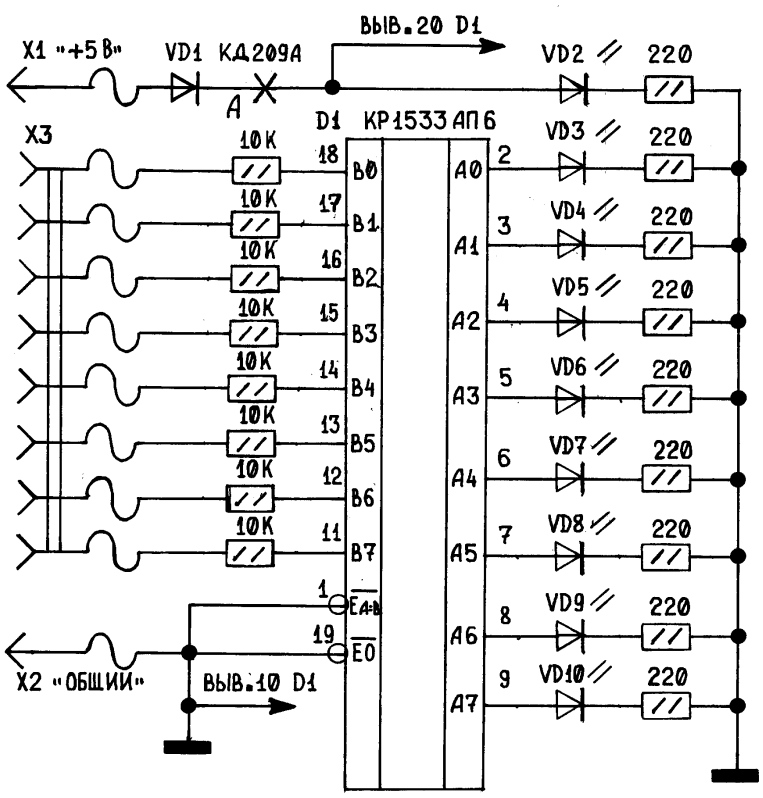 ВЫВ.20 D1
X1 "+5 В"
VD1
КД209А
VD2
220
А
D1
КР1533 АП6
X3
10К
18
B0
A0
2
VD3
220
10К
17
B1
A1
3
VD4
220
10К
16
B2
A2
4
VD5
220
10К
15
B3
A3
5
VD6
220
10К
14
B4
A4
6
VD7
220
10К
13
B5
A5
7
VD8
220
10К
12
B6
A6
8
VD9
220
10К
11
B7
A7
9
VD10
220
1
EA=B
19
E0
X2 "ОБЩИЙ"
ВЫВ.10 D1